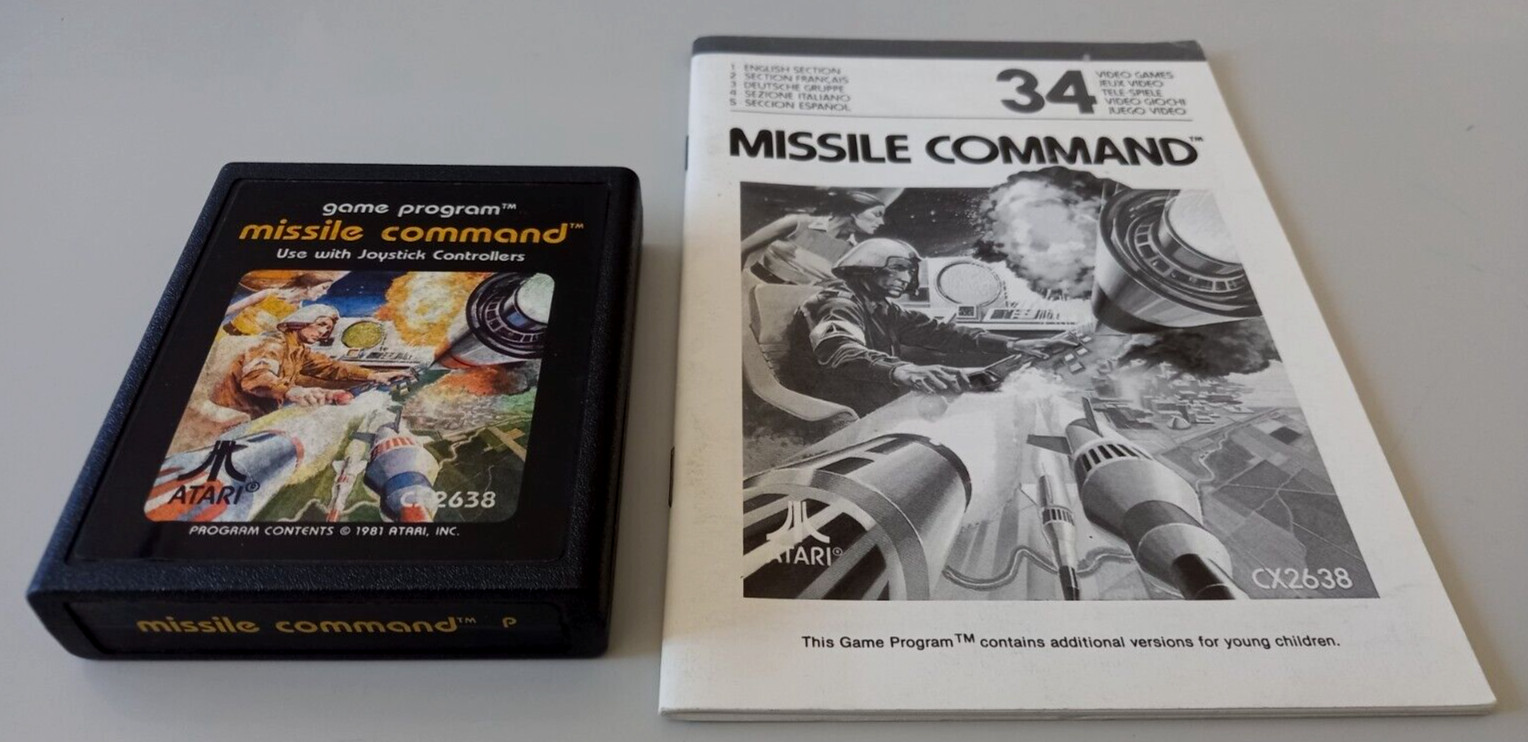 game program™
missile command™
Use with Joystick Controllers
ATARI®
CX2638
PROGRAM CONTENTS © 1981 ATARI, INC.
missile command™ P
1 ENGLISH SECTION
2 SECTION FRANÇAIS
3 DEUTSCHE GRUPPE
4 SEZIONE ITALIANO
5 SECCION ESPAÑOL
34
VIDEO GAMES
JEUX VIDEO
TELE-SPIELE
VIDEO GIOCHI
JUEGO VIDEO
MISSILE COMMAND™
ATARI®
CX2638
This Game Program™ contains additional versions for young children.